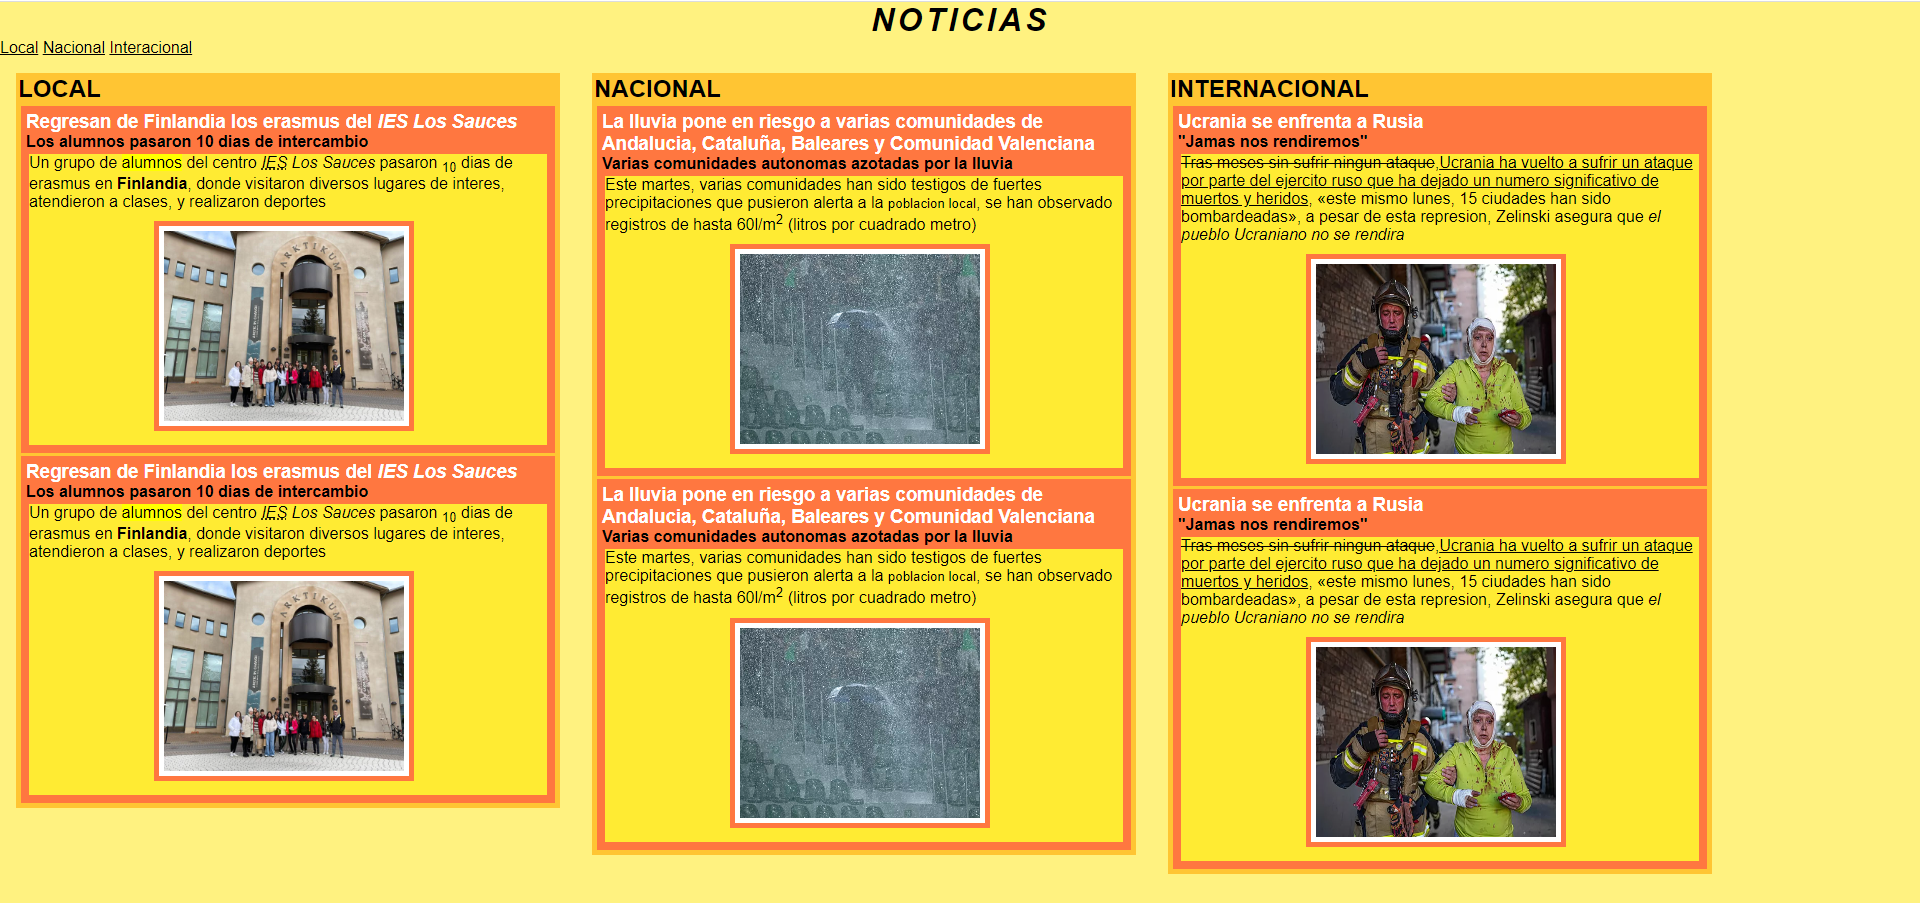 NOTICIAS
Local Nacional Interacional
LOCAL
Regresan de Finlandia los erasmus del IES Los Sauces
Los alumnos pasaron 10 dias de intercambio
Un grupo de alumnos del centro IES Los Sauces pasaron 10 dias de
erasmus en Finlandia, donde visitaron diversos lugares de interes,
atendieron a clases, y realizaron deportes
ARKTIKUM
Regresan de Finlandia los erasmus del IES Los Sauces
Los alumnos pasaron 10 dias de intercambio
Un grupo de alumnos del centro IES Los Sauces pasaron 10 dias de
erasmus en Finlandia, donde visitaron diversos lugares de interes,
atendieron a clases, y realizaron deportes
ARKTIKUM
NACIONAL
La lluvia pone en riesgo a varias comunidades de
Andalucia, Cataluña, Baleares y Comunidad Valenciana
Varias comunidades autonomas azotadas por la lluvia
Este martes, varias comunidades han sido testigos de fuertes
precipitaciones que pusieron alerta a la poblacion local, se han observado
registros de hasta 60l/m2 (litros por cuadrado metro)
La lluvia pone en riesgo a varias comunidades de
Andalucia, Cataluña, Baleares y Comunidad Valenciana
Varias comunidades autonomas azotadas por la lluvia
Este martes, varias comunidades han sido testigos de fuertes
precipitaciones que pusieron alerta a la poblacion local, se han observado
registros de hasta 60l/m2 (litros por cuadrado metro)
INTERNACIONAL
Ucrania se enfrenta a Rusia
"Jamas nos rendiremos"
Tras meses sin sufrir ningun ataque,Ucrania ha vuelto a sufrir un ataque
por parte del ejercito ruso que ha dejado un numero significativo de
muertos y heridos, «este mismo lunes, 15 ciudades han sido
bombardeadas», a pesar de esta represion, Zelinski asegura que el
pueblo Ucraniano no se rendira
Ucrania se enfrenta a Rusia
"Jamas nos rendiremos"
Tras meses sin sufrir ningun ataque,Ucrania ha vuelto a sufrir un ataque
por parte del ejercito ruso que ha dejado un numero significativo de
muertos y heridos, «este mismo lunes, 15 ciudades han sido
bombardeadas», a pesar de esta represion, Zelinski asegura que el
pueblo Ucraniano no se rendira